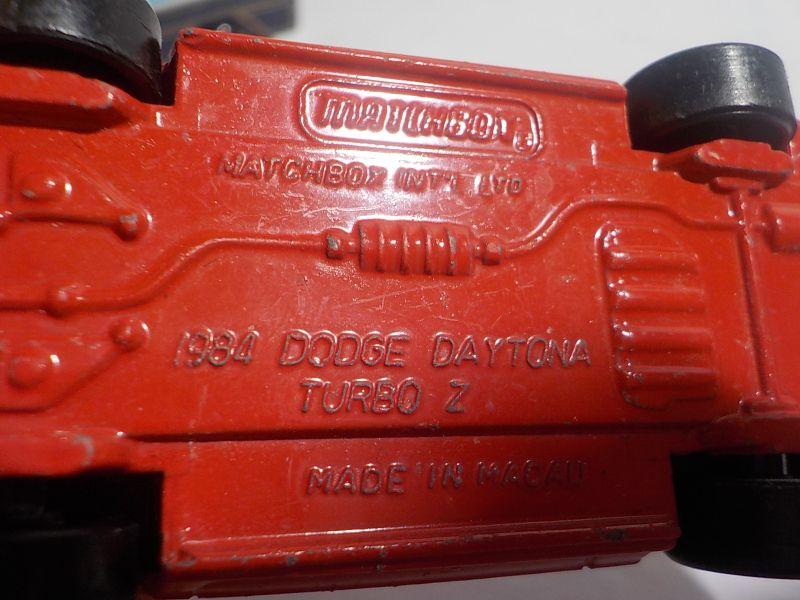 MATCHBOX
MATCHBOX INT'L LTD
1984 DODGE DAYTONA
TURBO Z
MADE IN MACAU